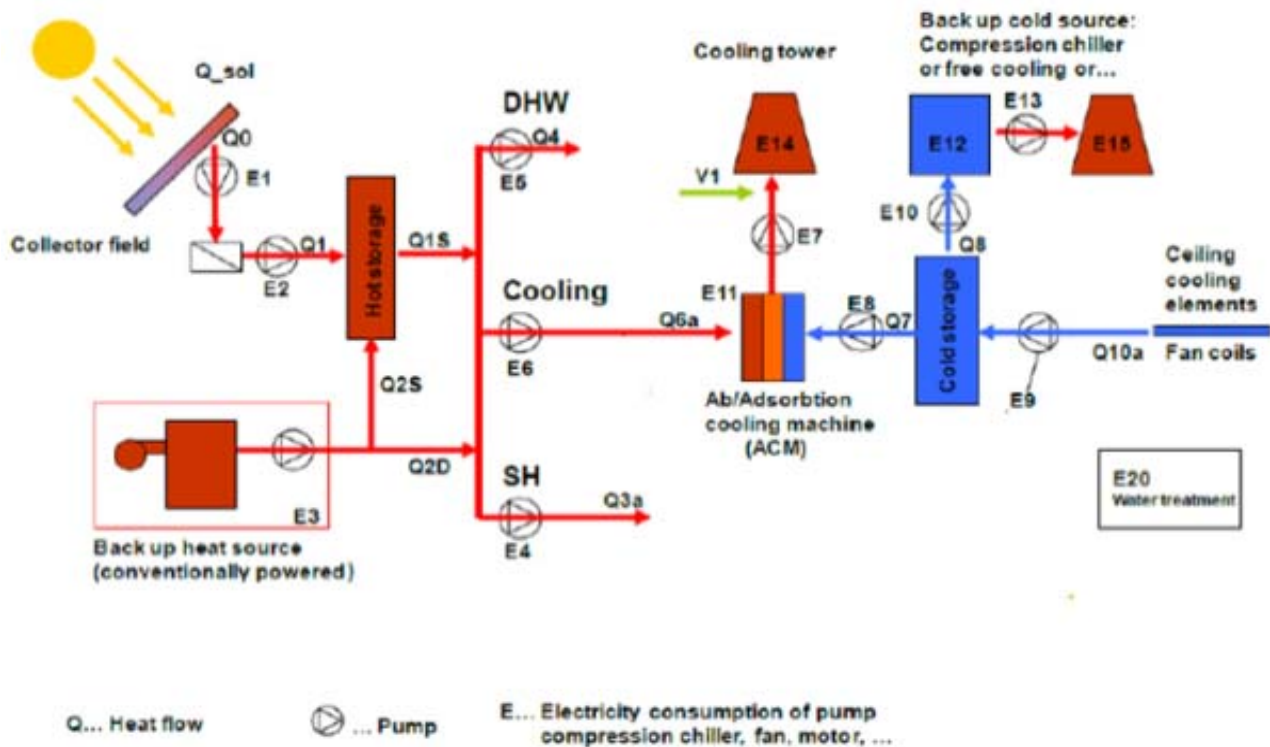 Back up cold source:
Compression chiller
or free cooling or...
Cooling tower
Q_sol
DHW
E13
Q0
Q4
E14
E12
E15
E1
E5
V1
E10
E7
Collector field
Q1
Hot storage
Q1S
Q8
Ceiling
cooling
elements
E2
Cooling
E11
E8
Q6a
Q7
Cold storage
Q10a
Fan coils
E6
E9
Q2S
Ab/Adsorbtion
cooling machine
(ACM)
Q2D
SH
E20
Water treatment
Q3a
E3
E4
Back up heat source
(conventionally powered)
Q... Heat flow
... Pump
E... Electricity consumption of pump
compression chiller, fan, motor, ...